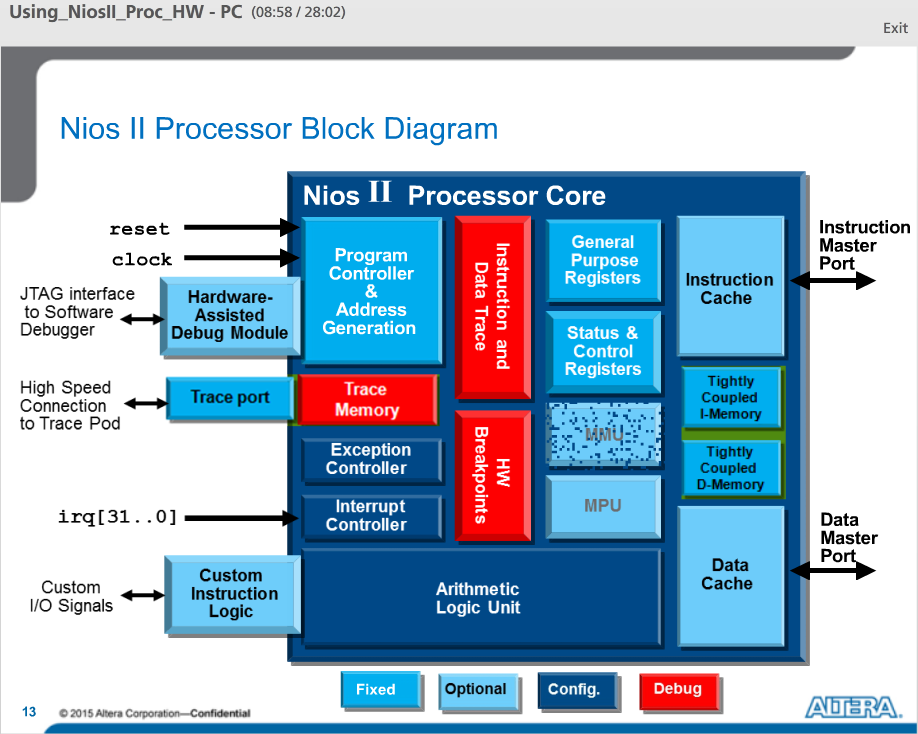 Using_NiosII_Proc_HW - PC (08:58 / 28:02)
Exit
Nios II Processor Block Diagram
Nios II Processor Core
reset
clock
JTAG interface
to Software
Debugger
Hardware-
Assisted
Debug Module
High Speed
Connection
to Trace Pod
Trace port
irq[31..0]
Custom
I/O Signals
Custom
Instruction
Logic
Program
Controller
&
Address
Generation
Trace
Memory
Exception
Controller
Interrupt
Controller
Instruction and
Data Trace
HW
Breakpoints
General
Purpose
Registers
Status &
Control
Registers
MMU
MPU
Arithmetic
Logic Unit
Instruction
Cache
Tightly
Coupled
I-Memory
Tightly
Coupled
D-Memory
Data
Cache
Instruction
Master
Port
Data
Master
Port
Fixed
Optional
Config.
Debug
13
© 2015 Altera Corporation—Confidential
ALTERA